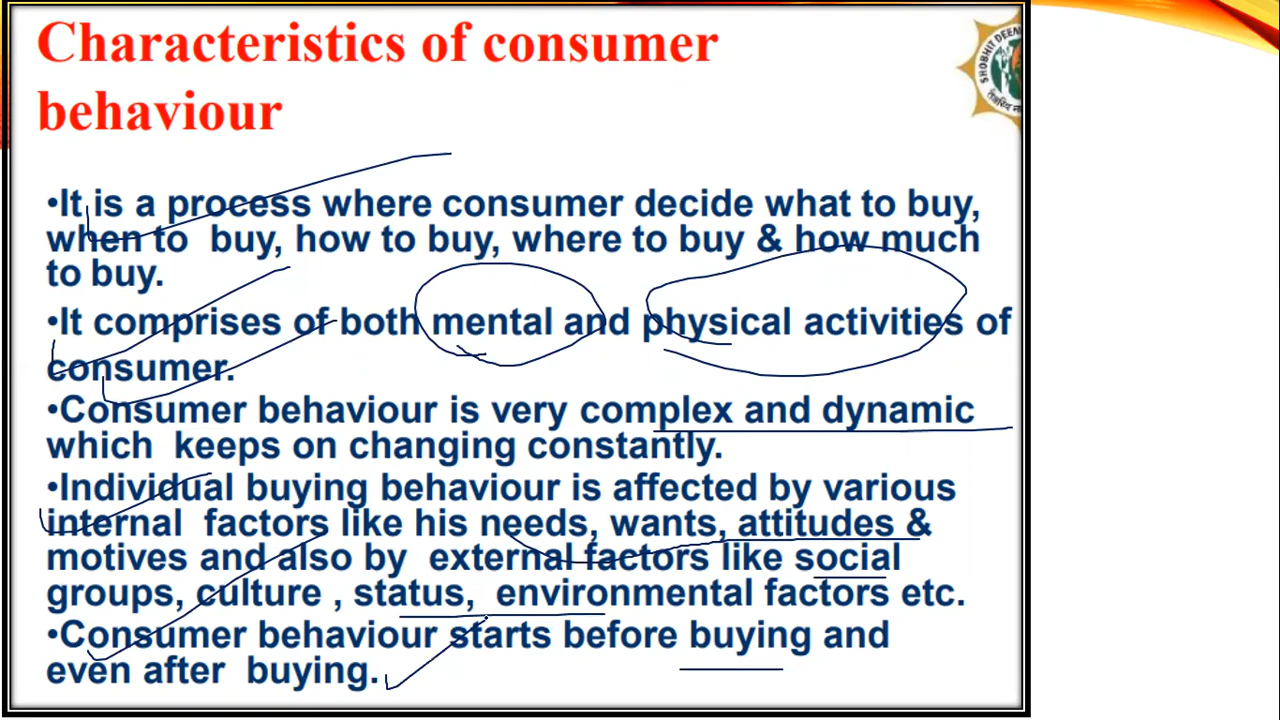 Characteristics of consumer
behaviour
SHOBHIT DEEN
•It is a process where consumer decide what to buy,
when to buy, how to buy, where to buy & how much
to buy.
•It comprises of both mental and physical activities of
consumer.
•Consumer behaviour is very complex and dynamic
which keeps on changing constantly.
•Individual buying behaviour is affected by various
internal factors like his needs, wants, attitudes &
motives and also by external factors like social
groups, culture , status, environmental factors etc.
•Consumer behaviour starts before buying and
even after buying.